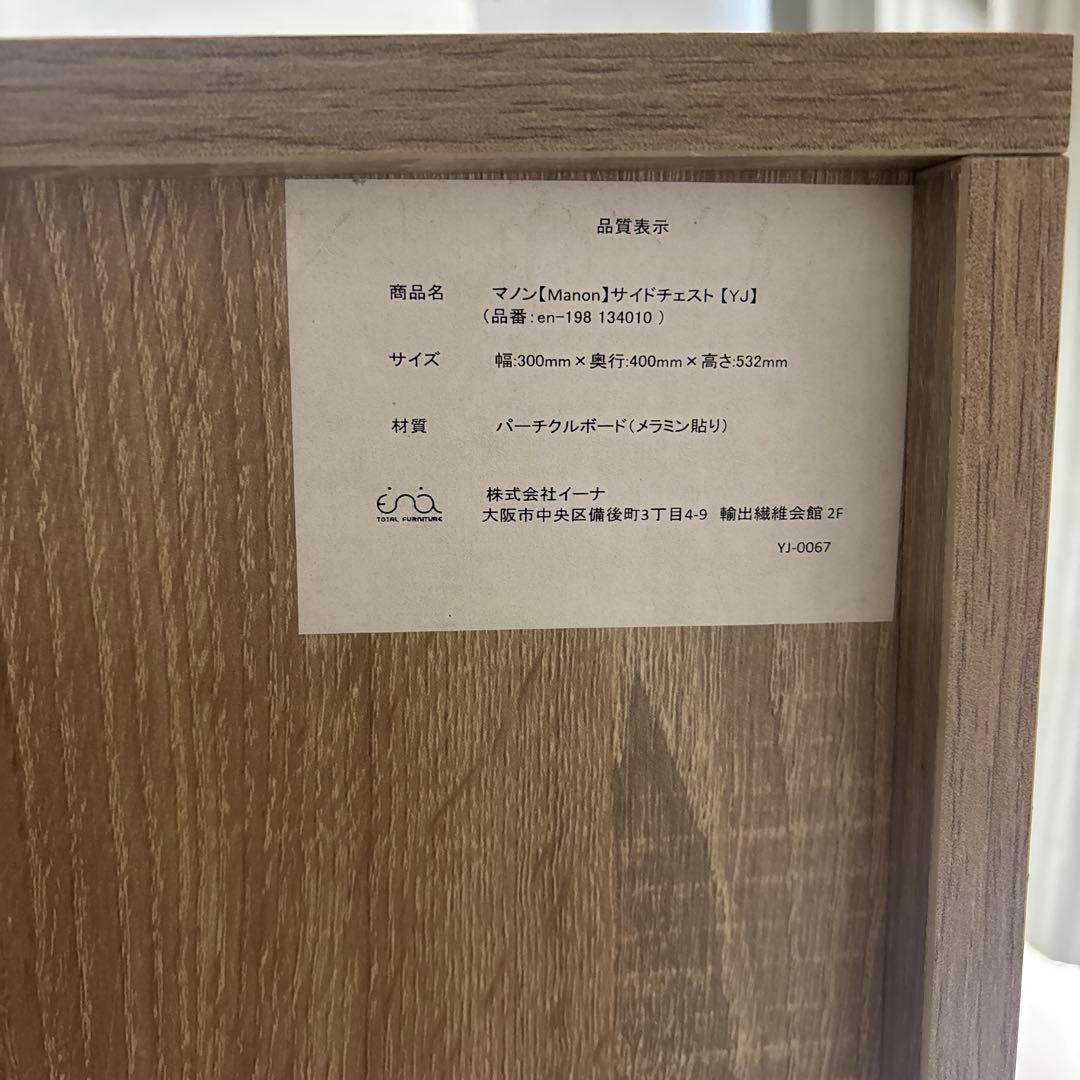 品質表示
商品名 マノン【Manon】サイドチェスト【YJ】
（品番：en-198 134010 ）
サイズ 幅:300mm×奥行:400mm×高さ:532mm
材質 パーチクルボード（メラミン貼り）
ena 株式会社イーナ
TOTAL FURNITURE 大阪市中央区備後町3丁目4-9 輸出繊維会館 2F
YJ-0067